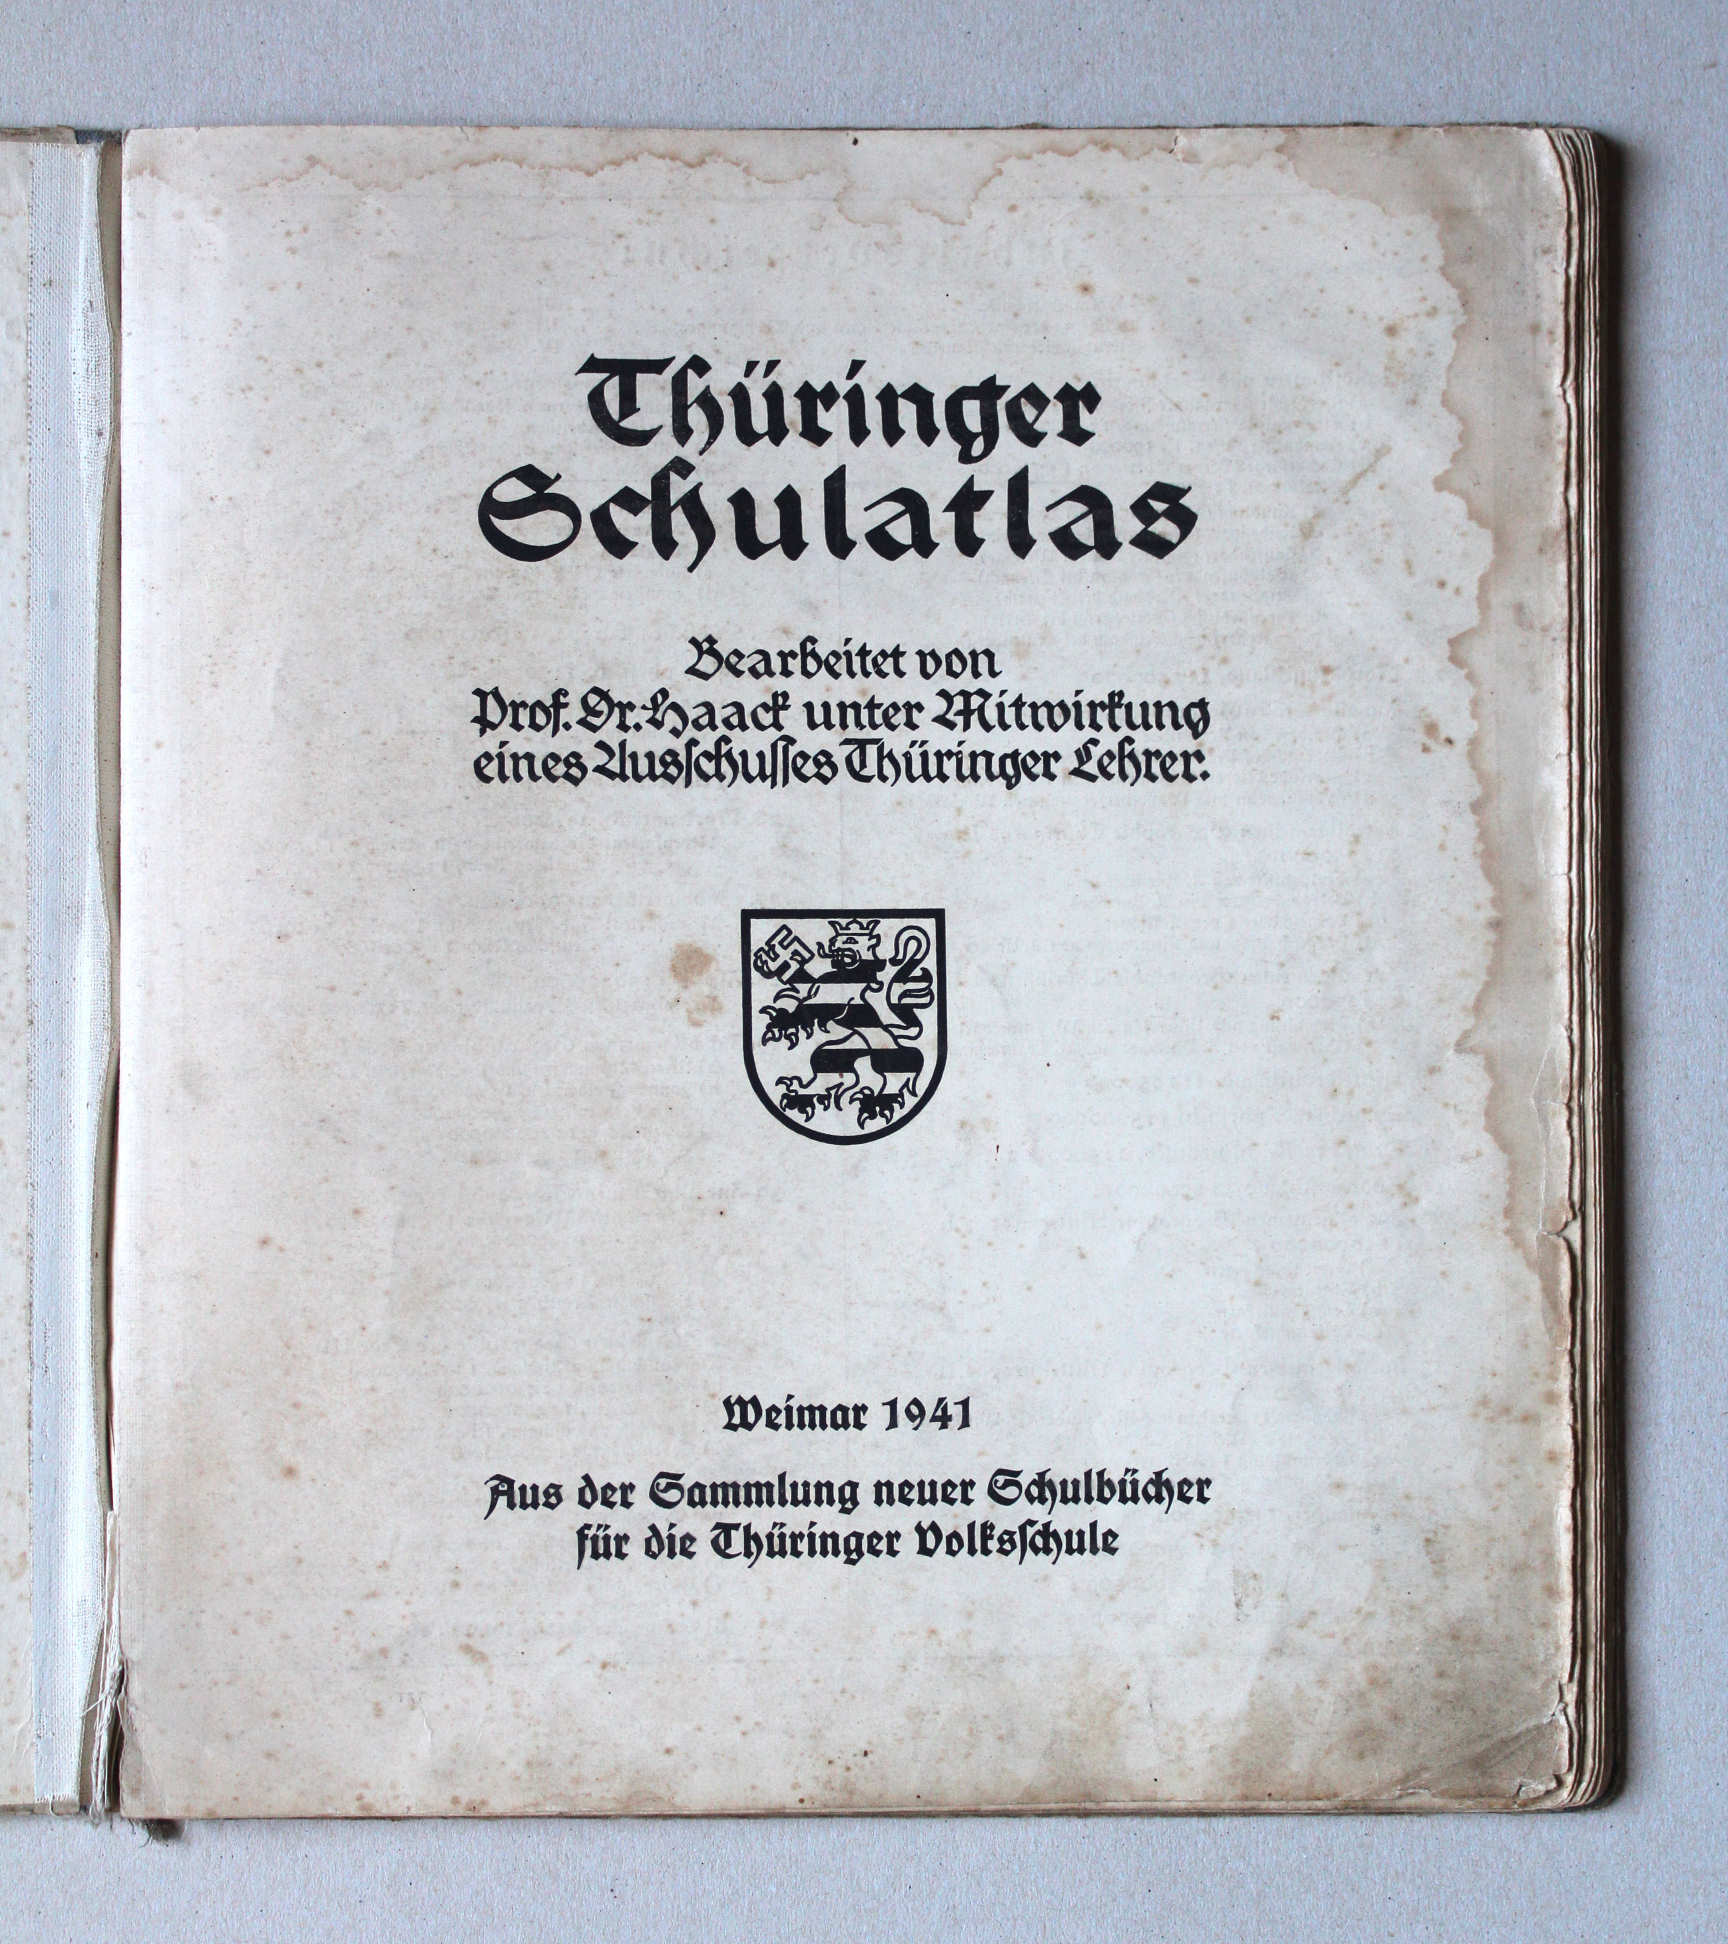 Thüringer
Schulatlas
Bearbeitet von
Prof. Dr. Haack unter Mitwirkung
eines Ausſchuſſes Thüringer Lehrer.
Weimar 1941
Aus der Sammlung neuer Schulbücher
für die Thüringer Volksſchule